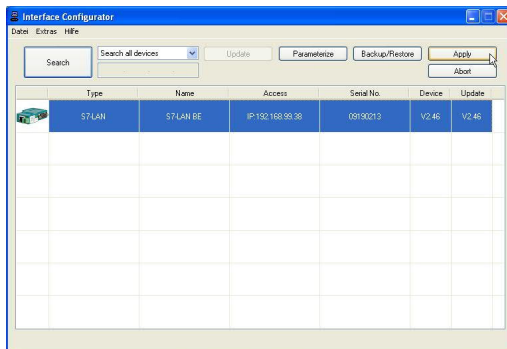 Interface Configurator
Datei Extras Hilfe
Search
Search all devices
Update
Parameterize
Backup/Restore
Apply
Abort
Type Name Access Serial No. Device Update
S7-LAN S7-LAN BE IP:192.168.99.38 09190213 V2.46 V2.46